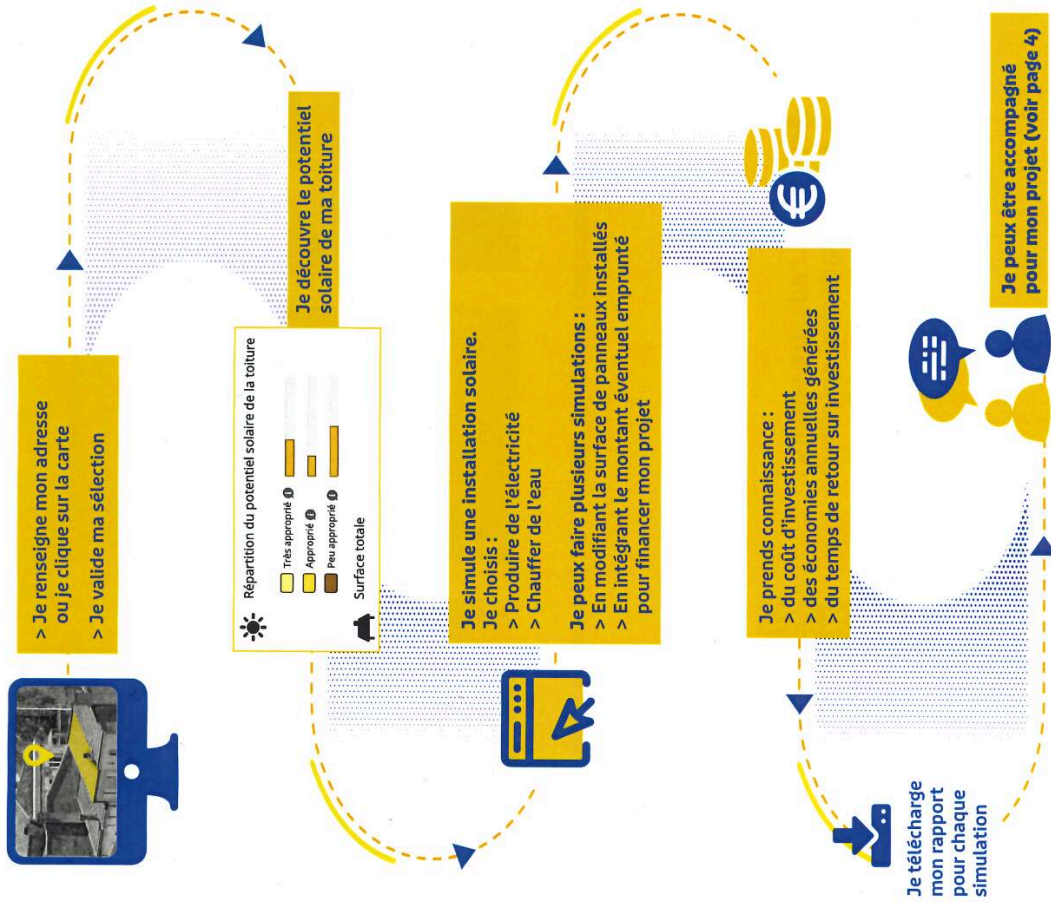 > Je renseigne mon adresse
ou je clique sur la carte
> Je valide ma sélection
Je découvre le potentiel
solaire de ma toiture
Répartition du potentiel solaire de la toiture
Très approprié
Approprié
Peu approprié
Surface totale
Je simule une installation solaire.
Je choisis :
> Produire de l'électricité
> Chauffer de l'eau
Je peux faire plusieurs simulations :
> En modifiant la surface de panneaux installés
> En intégrant le montant éventuel emprunté
pour financer mon projet
€
Je prends connaissance :
> du coût d'investissement
> des économies annuelles générées
> du temps de retour sur investissement
Je télécharge
mon rapport
pour chaque
simulation
Je peux être accompagné
pour mon projet (voir page 4)